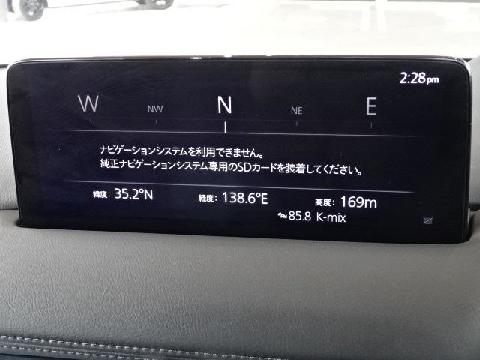 2:28pm
W NW N NE E
ナビゲーションシステムを利用できません。
純正ナビゲーションシステム専用のSDカードを装着してください。
緯度: 35.2°N 経度: 138.6°E 高度: 169m
85.8 K-mix